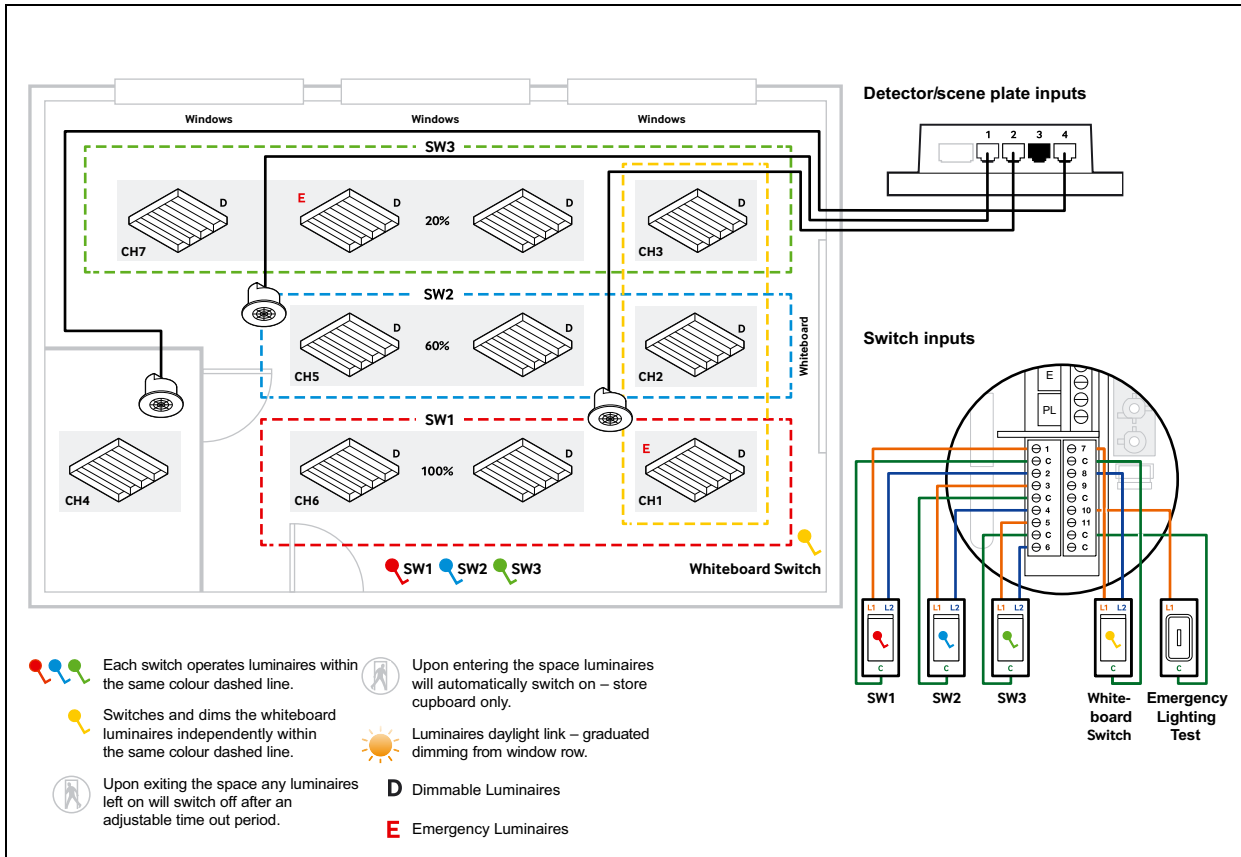 Detector/scene plate inputs
1 2 3 4
Windows Windows Windows
SW3
D E D D D
20%
CH7 CH3
SW2
D D D
60%
CH5 CH2
Whiteboard
SW1
D D E D
100%
CH4 CH6 CH1
SW1 SW2 SW3 Whiteboard Switch
Switch inputs
E
PL
1 7
C C
2 8
3 9
C C
4 10
5 11
C C
6 C
L1 L2 L1 L2 L1 L2 L1 L2 L1
C C C C C
SW1 SW2 SW3
White-
board
Switch
Emergency
Lighting
Test
Each switch operates luminaires within
the same colour dashed line.
Switches and dims the whiteboard
luminaires independently within
the same colour dashed line.
Upon exiting the space any luminaires
left on will switch off after an
adjustable time out period.
Upon entering the space luminaires
will automatically switch on – store
cupboard only.
Luminaires daylight link – graduated
dimming from window row.
D Dimmable Luminaires
E Emergency Luminaires